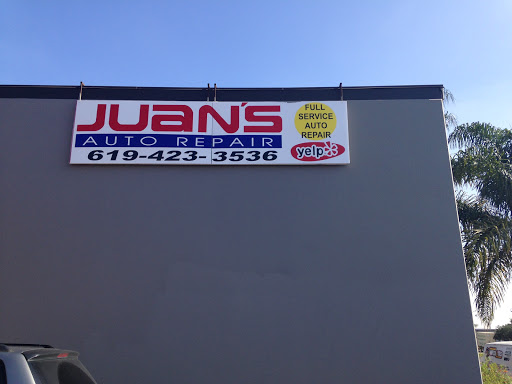 JUAN'S
AUTO REPAIR
619-423-3536
FULL
SERVICE
AUTO
REPAIR
yelp